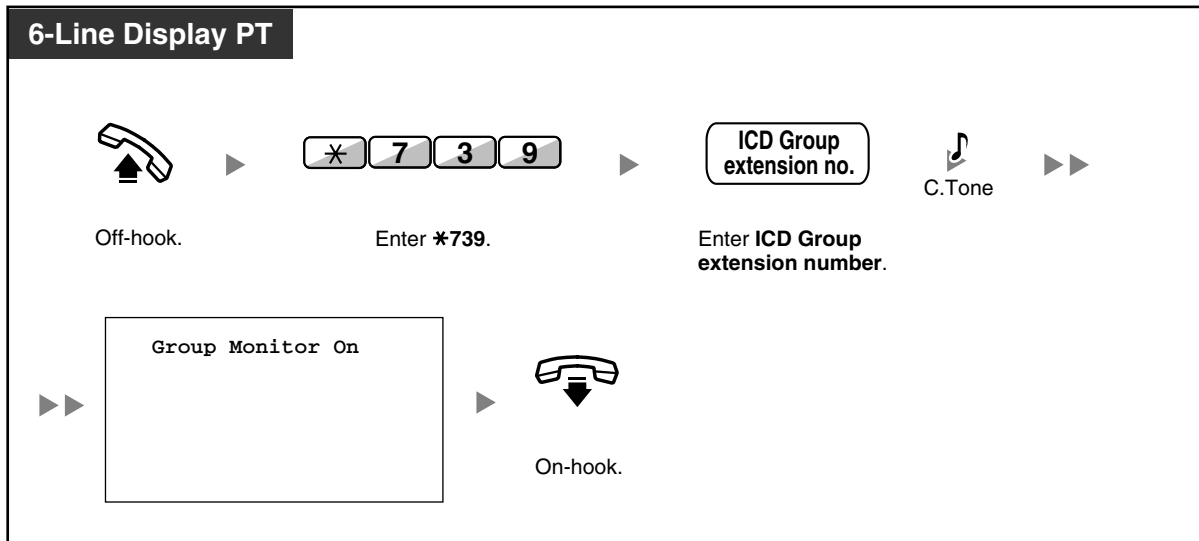 6-Line Display PT
* 7 3 9
ICD Group
extension no.
C.Tone
Off-hook.
Enter *739.
Enter ICD Group
extension number.
Group Monitor On
On-hook.